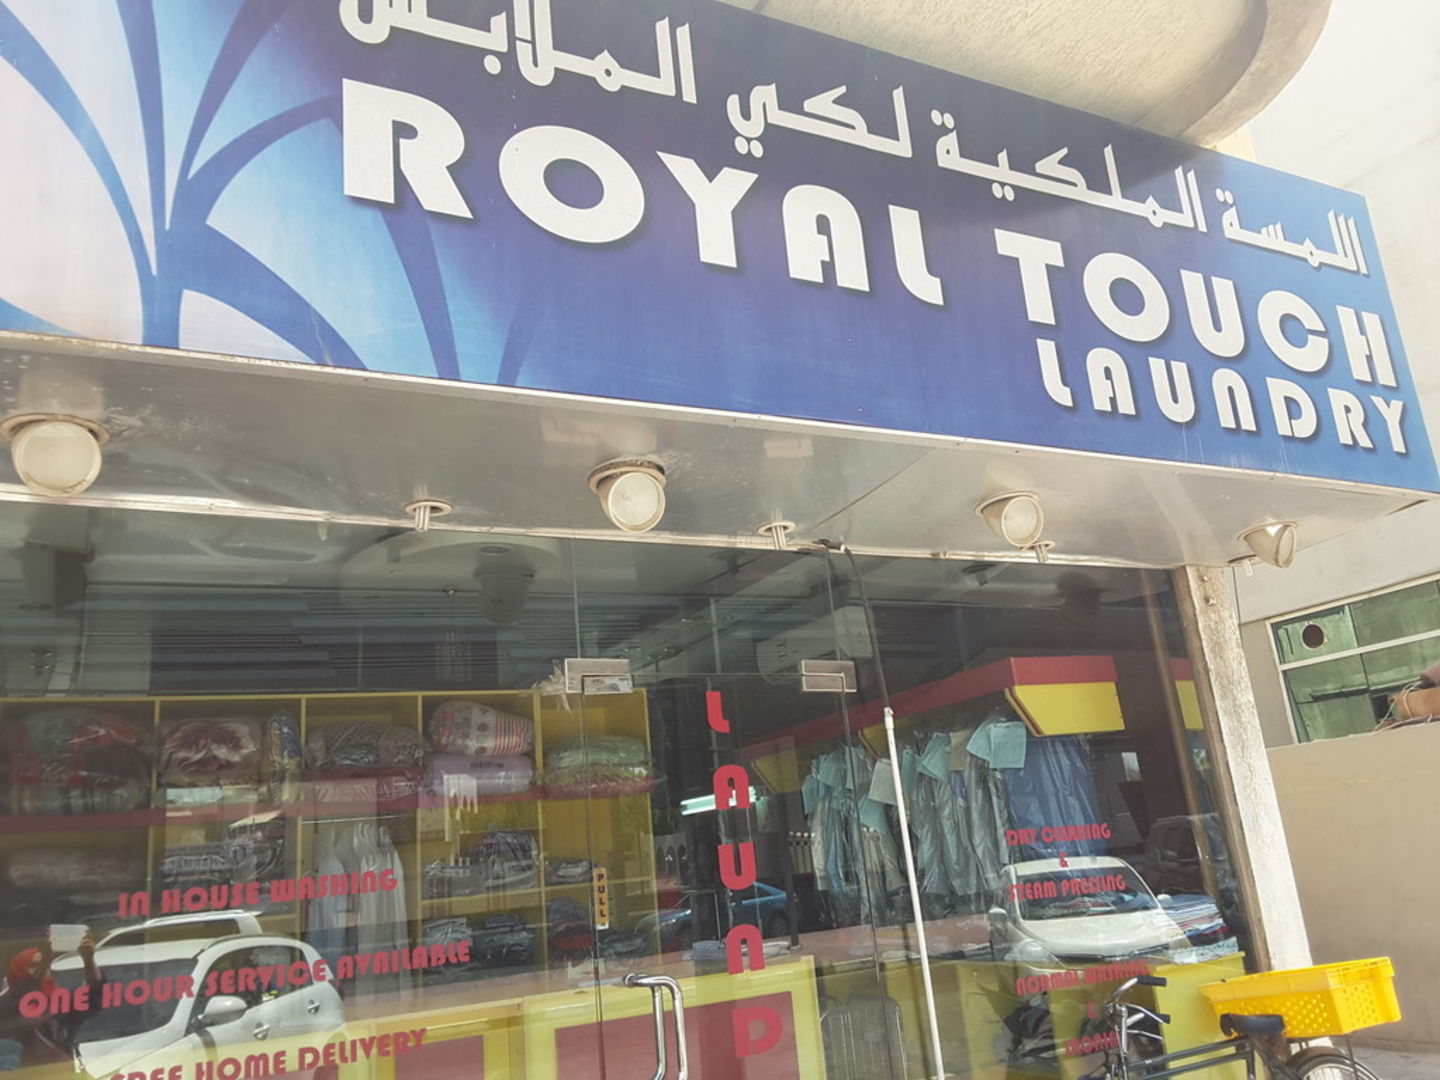 اللمسة الملكية لكي الملابس
ROYAL TOUCH
LAUNDRY
IN HOUSE WASHING
ONE HOUR SERVICE AVAILABLE
FREE HOME DELIVERY
PULL
LAUND
DRY CLEANING
&
STEAM PRESSING
NORMAL WASHING
&